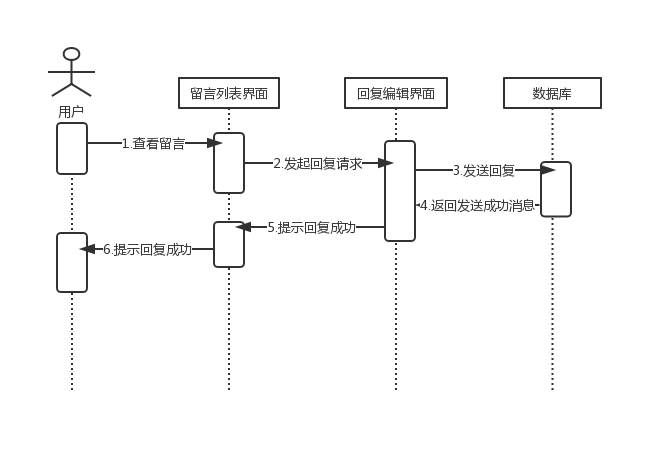 用户
留言列表界面
回复编辑界面
数据库
1.查看留言
2.发起回复请求
3.发送回复
4.返回发送成功消息
5.提示回复成功
6.提示回复成功